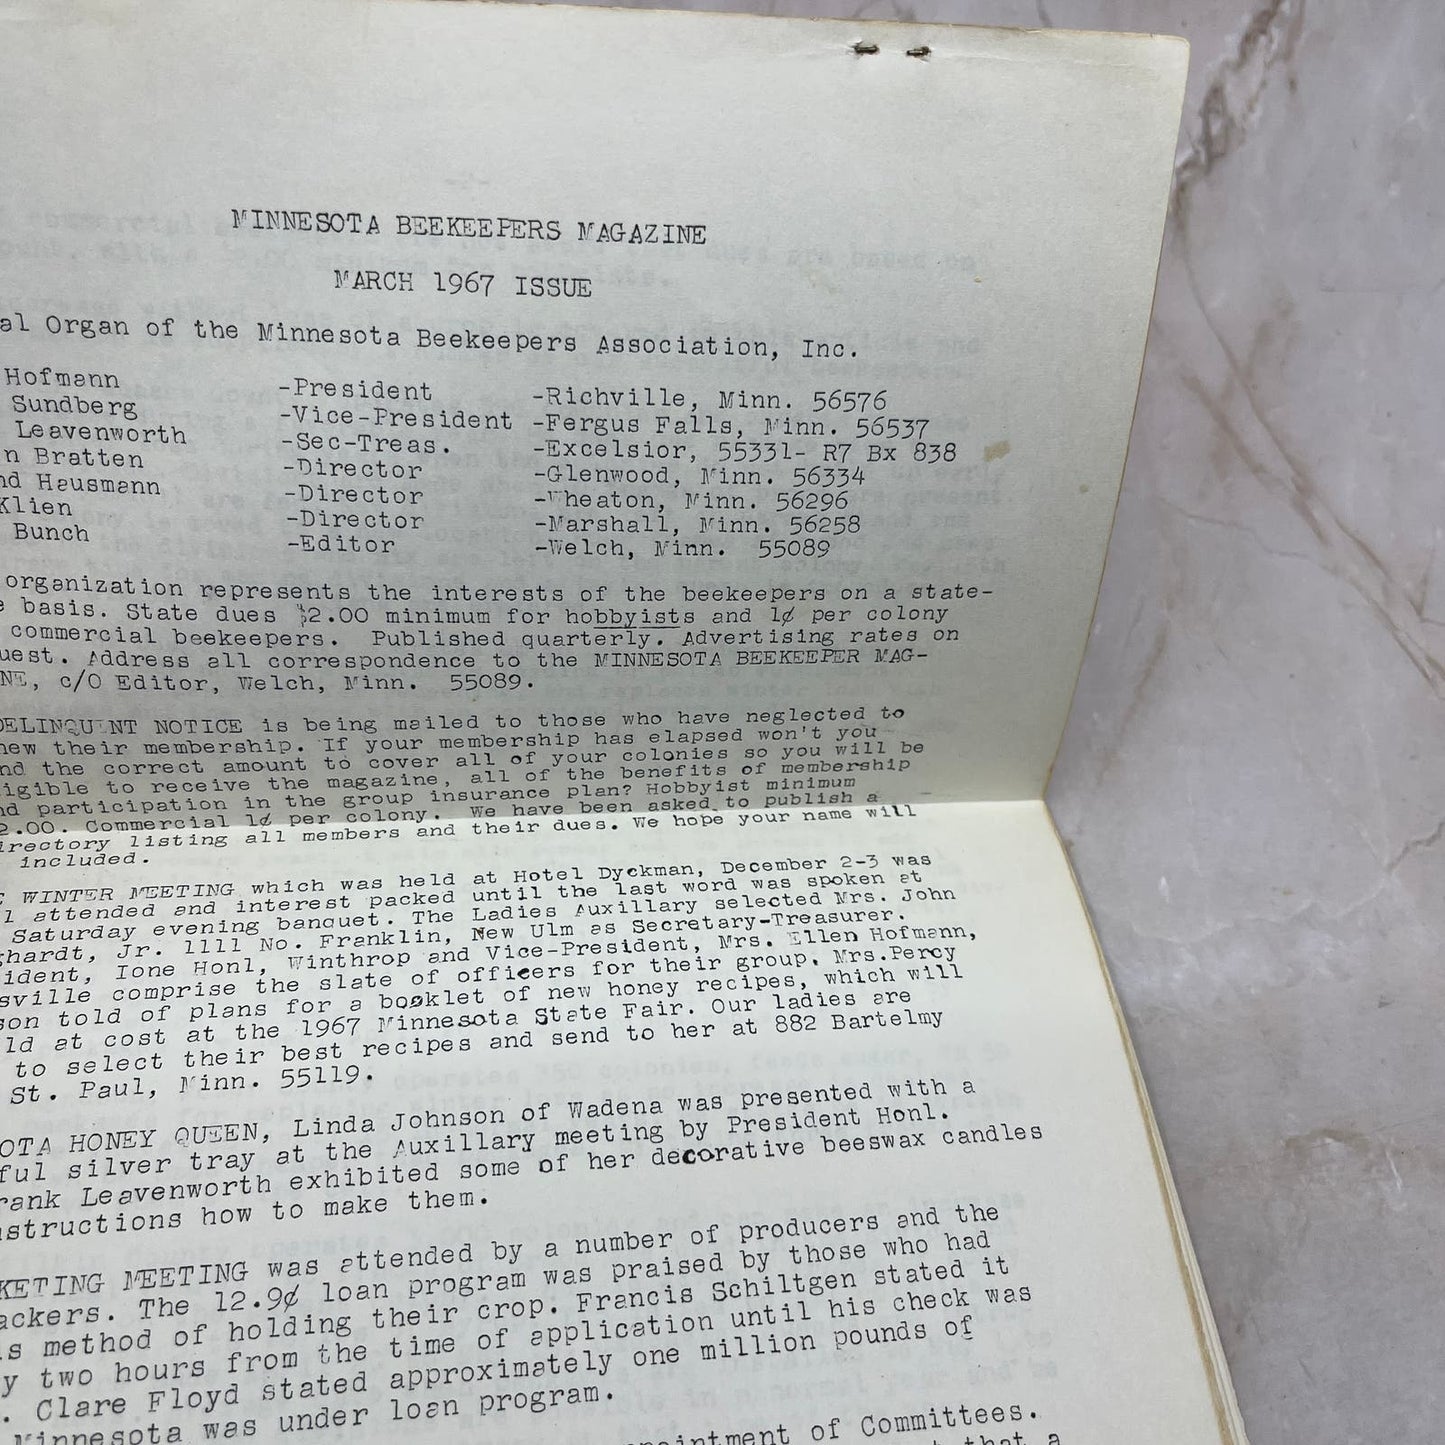 MINNESOTA BEEKEEPERS MAGAZINE
MARCH 1967 ISSUE
al Organ of the Minnesota Beekeepers Association, Inc.
Hofmann -President -Richville, Minn. 56576
Sundberg -Vice-President -Fergus Falls, Minn. 56537
Leavenworth -Sec-Treas. -Excelsior, 55331- R7 Bx 838
n Bratten -Director -Glenwood, Minn. 56334
nd Hausmann -Director -Wheaton, Minn. 56296
Klien -Director -Marshall, Minn. 56258
Bunch -Editor -Welch, Minn. 55089
organization represents the interests of the beekeepers on a state-
e basis. State dues $2.00 minimum for hobbyists and 1¢ per colony
commercial beekeepers. Published quarterly. Advertising rates on
uest. Address all correspondence to the MINNESOTA BEEKEEPER MAG-
NE, c/O Editor, Welch, Minn. 55089.
DELINQUENT NOTICE is being mailed to those who have neglected to
new their membership. If your membership has elapsed won't you
nd the correct amount to cover all of your colonies so you will be
igible to receive the magazine, all of the benefits of membership
nd participation in the group insurance plan? Hobbyist minimum
2.00. Commercial 1¢ per colony. We have been asked to publish a
irectory listing all members and their dues. We hope your name will
included.
E WINTER MEETING which was held at Hotel Dyckman, December 2-3 was
l attended and interest packed until the last word was spoken at
Saturday evening banquet. The Ladies Auxillary selected Mrs. John
ghardt, Jr. 1111 No. Franklin, New Ulm as Secretary-Treasurer.
ident, Ione Honl, Winthrop and Vice-President, Mrs. Ellen Hofmann,
sville comprise the slate of officers for their group. Mrs.Percy
son told of plans for a booklet of new honey recipes, which will
ld at cost at the 1967 Minnesota State Fair. Our ladies are
to select their best recipes and send to her at 882 Bartelmy
St. Paul, Minn. 55119.
OTA HONEY QUEEN, Linda Johnson of Wadena was presented with a
ful silver tray at the Auxillary meeting by President Honl.
rank Leavenworth exhibited some of her decorative beeswax candles
nstructions how to make them.
KETING MEETING was attended by a number of producers and the
ackers. The 12.9¢ loan program was praised by those who had
is method of holding their crop. Francis Schiltgen stated it
y two hours from the time of application until his check was
. Clare Floyd stated approximately one million pounds of
Minnesota was under loan program.
pointment of Committees.
that a